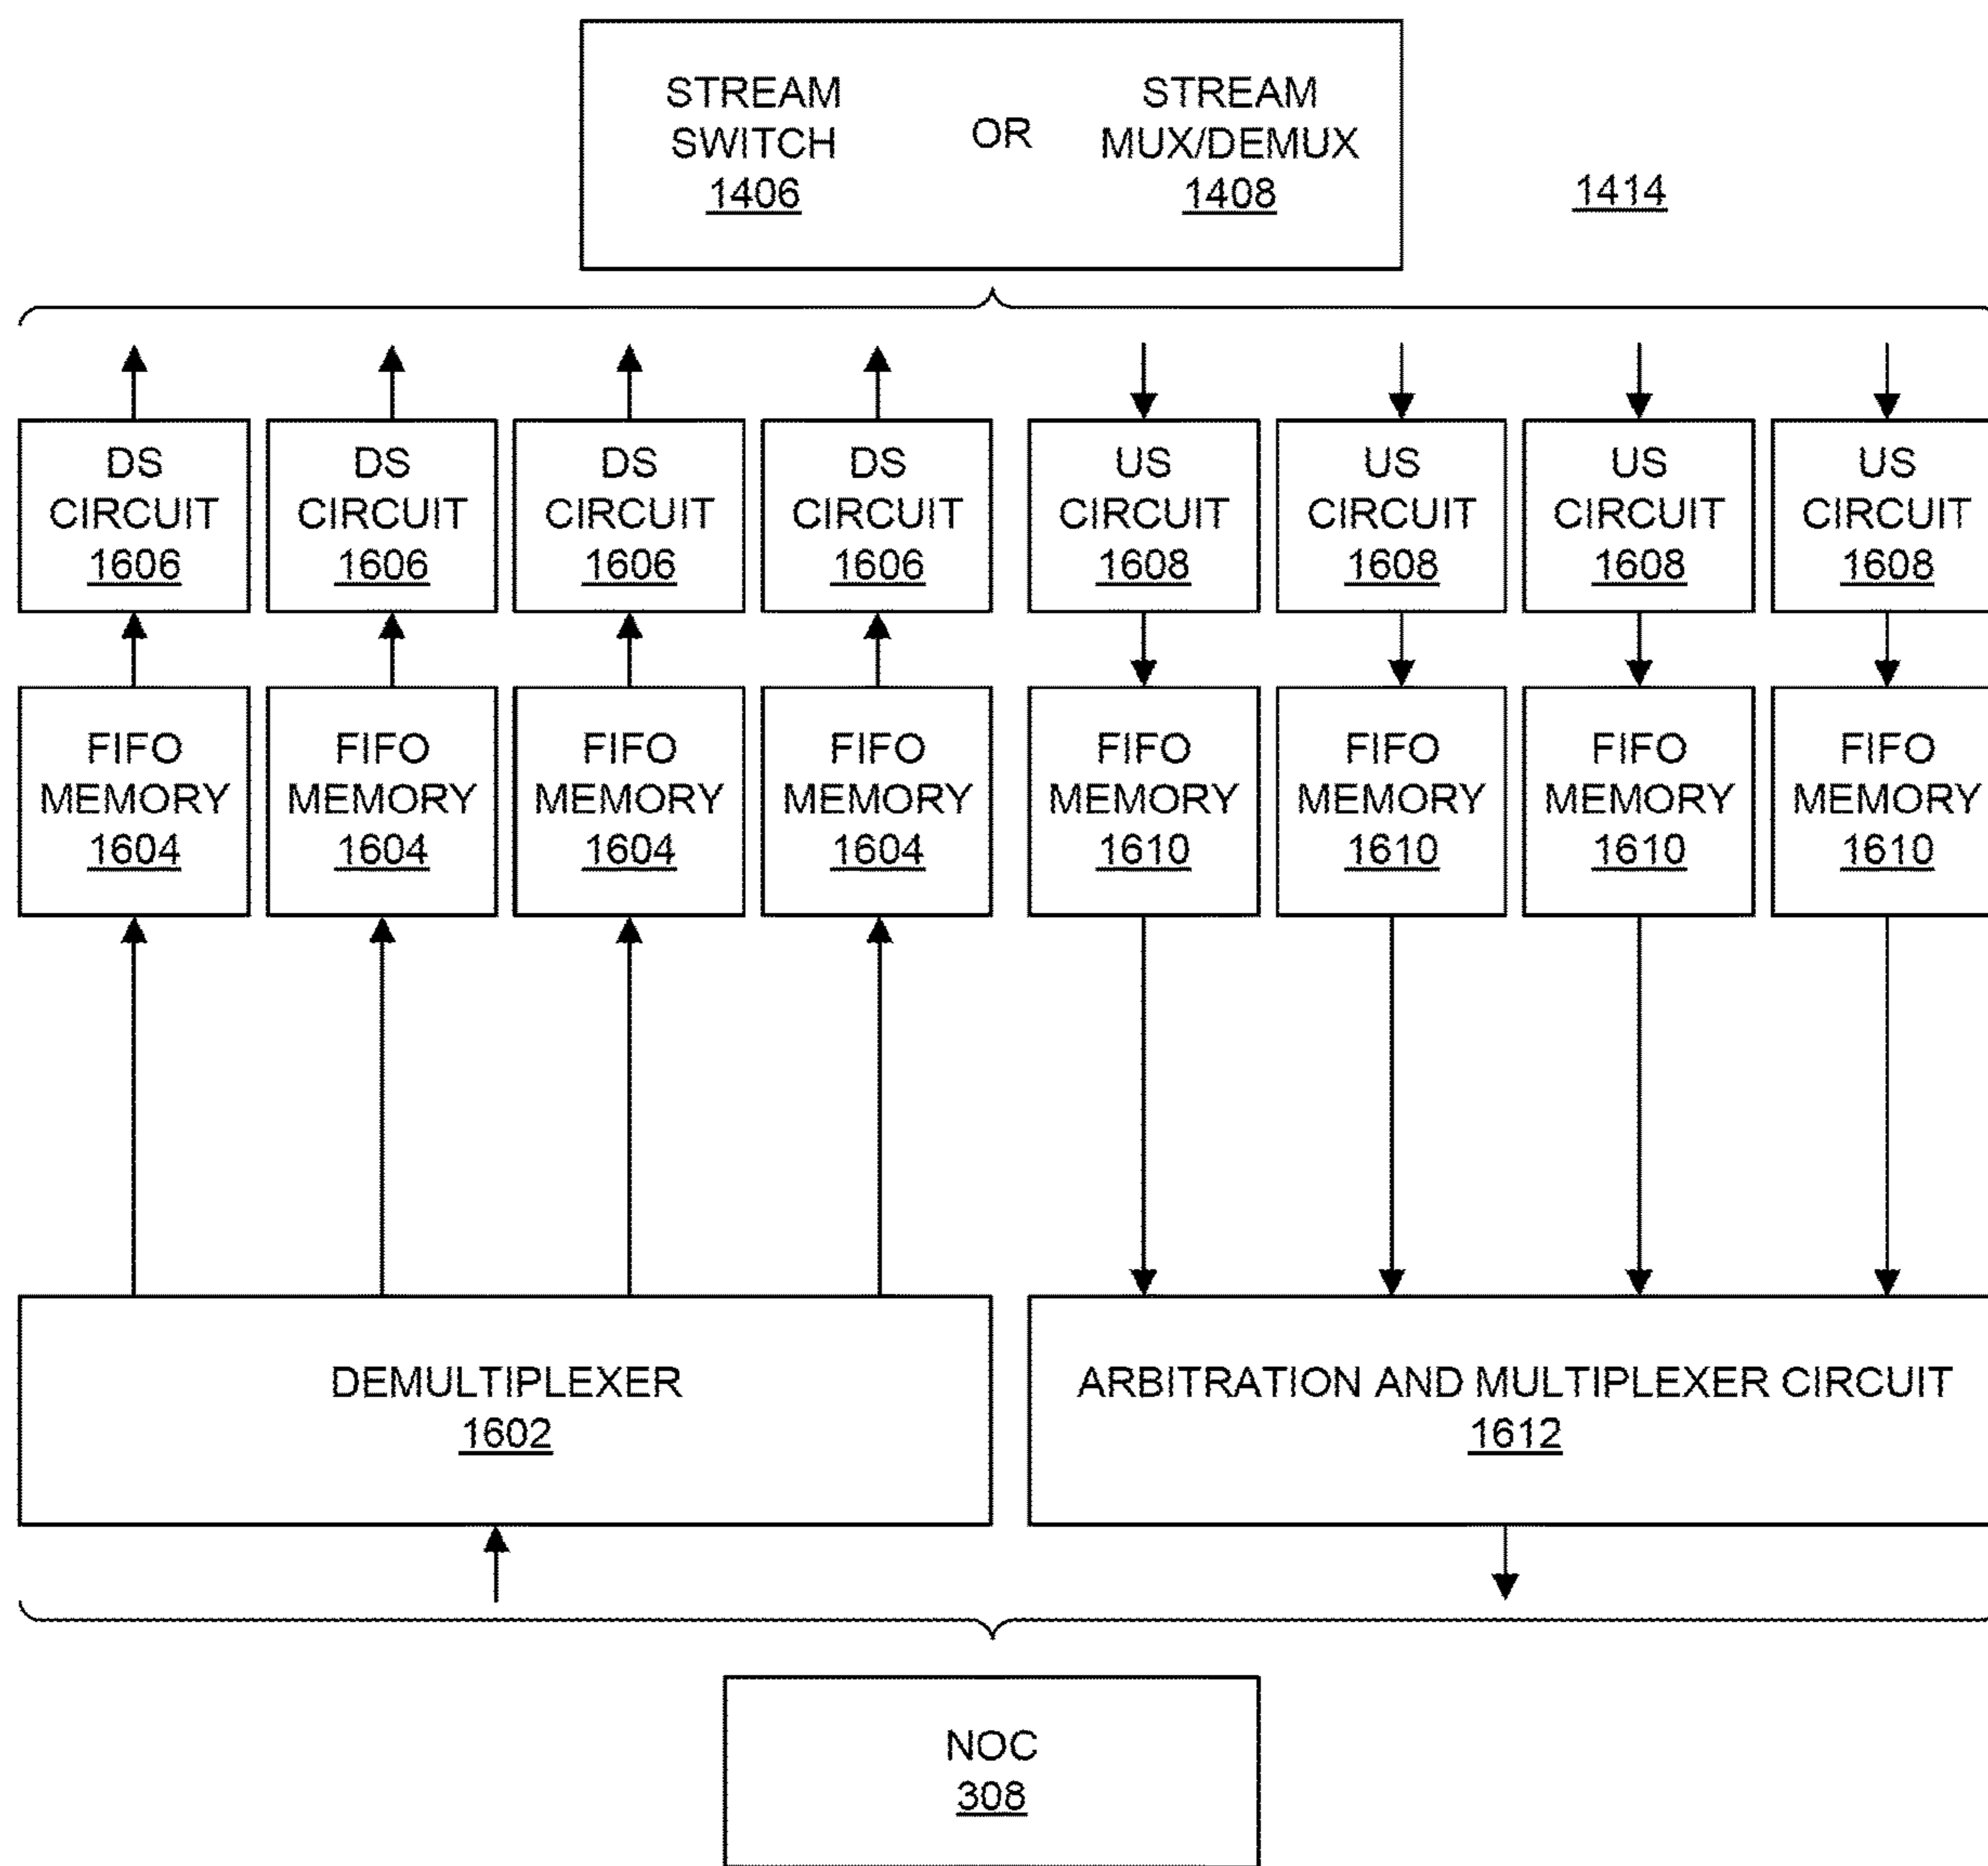 STREAM
SWITCH
1406
OR
STREAM
MUX/DEMUX
1408
1414
DS
CIRCUIT
1606
DS
CIRCUIT
1606
DS
CIRCUIT
1606
DS
CIRCUIT
1606
US
CIRCUIT
1608
US
CIRCUIT
1608
US
CIRCUIT
1608
US
CIRCUIT
1608
FIFO
MEMORY
1604
FIFO
MEMORY
1604
FIFO
MEMORY
1604
FIFO
MEMORY
1604
FIFO
MEMORY
1610
FIFO
MEMORY
1610
FIFO
MEMORY
1610
FIFO
MEMORY
1610
DEMULTIPLEXER
1602
ARBITRATION AND MULTIPLEXER CIRCUIT
1612
NOC
308